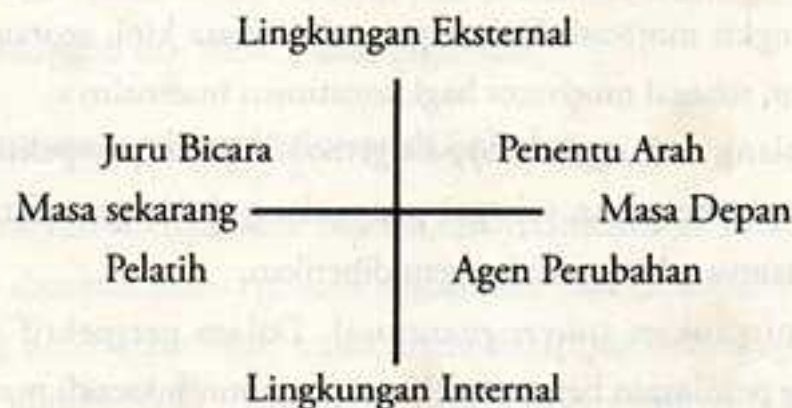 Lingkungan Eksternal
Juru Bicara Penentu Arah
Masa sekarang Masa Depan
Pelatih Agen Perubahan
Lingkungan Internal